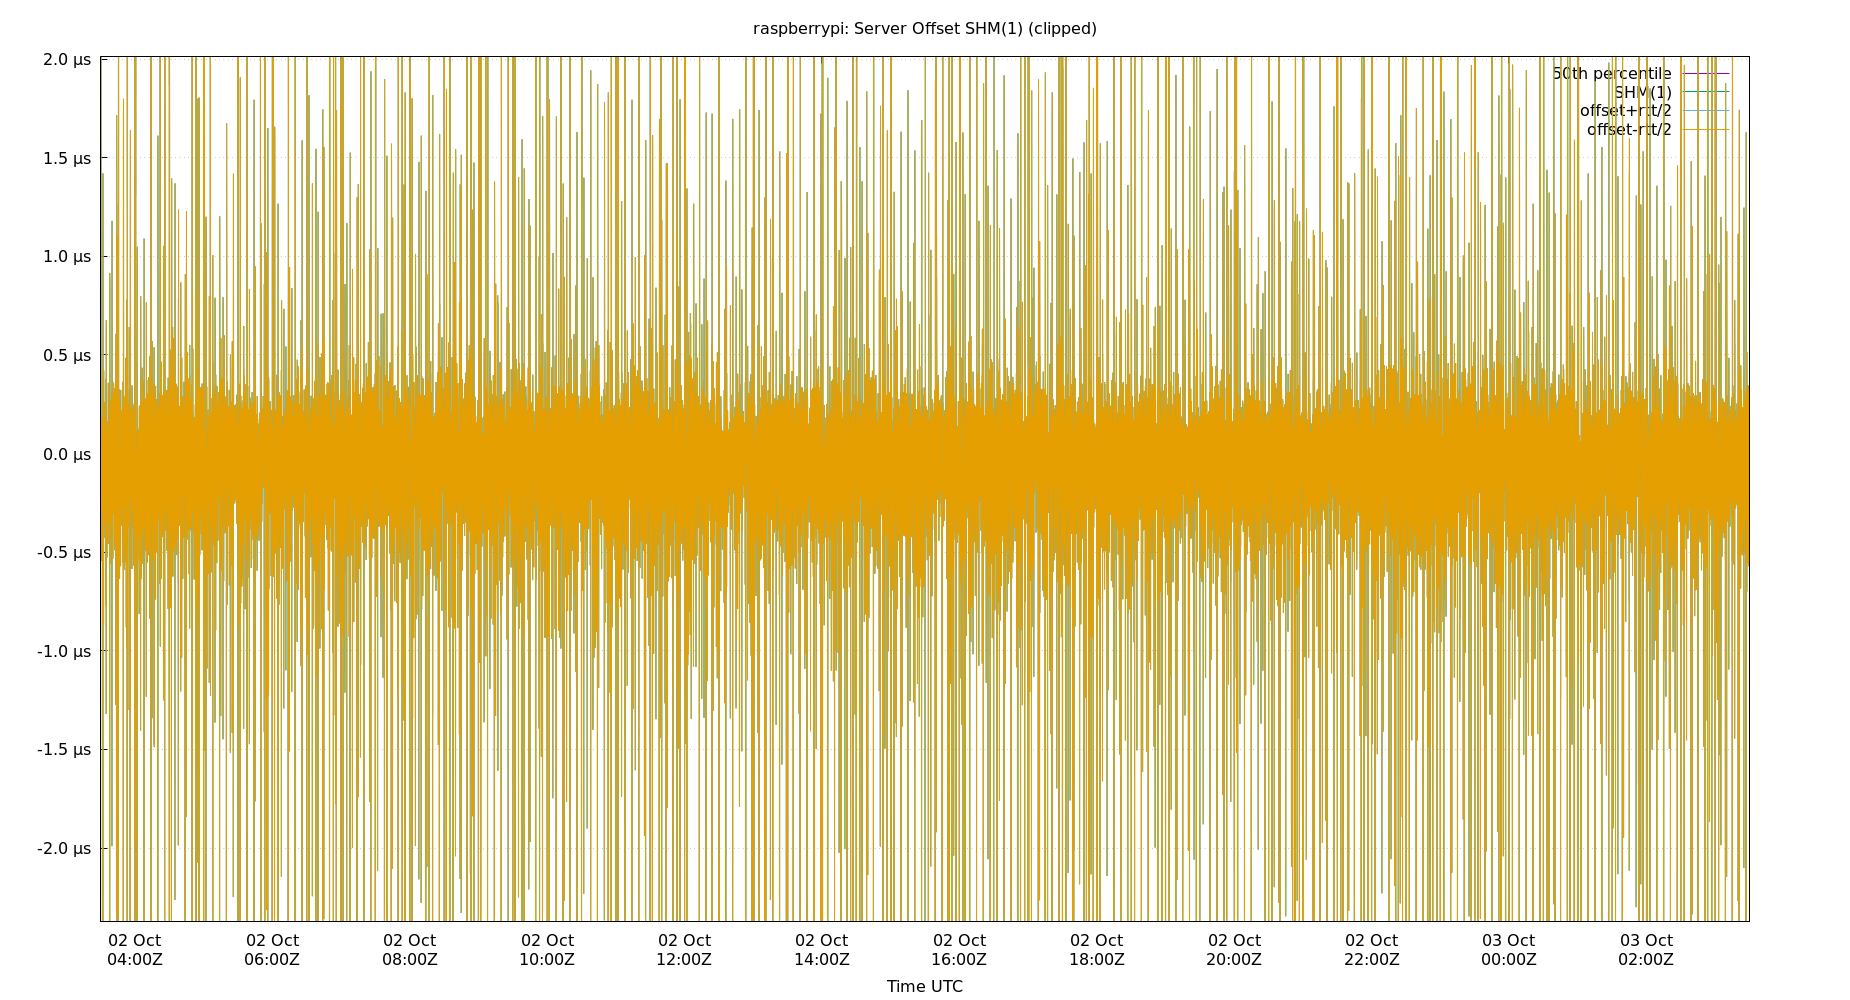 raspberrypi: Server Offset SHM(1) (clipped)
2.0 µs
1.5 µs
1.0 µs
0.5 µs
0.0 µs
-0.5 µs
-1.0 µs
-1.5 µs
-2.0 µs
50th percentile
SHM(1)
offset+rtt/2
offset-rtt/2
02 Oct 02 Oct 02 Oct 02 Oct 02 Oct 02 Oct 02 Oct 02 Oct 02 Oct 02 Oct 03 Oct 03 Oct
04:00Z 06:00Z 08:00Z 10:00Z 12:00Z 14:00Z 16:00Z 18:00Z 20:00Z 22:00Z 00:00Z 02:00Z
Time UTC